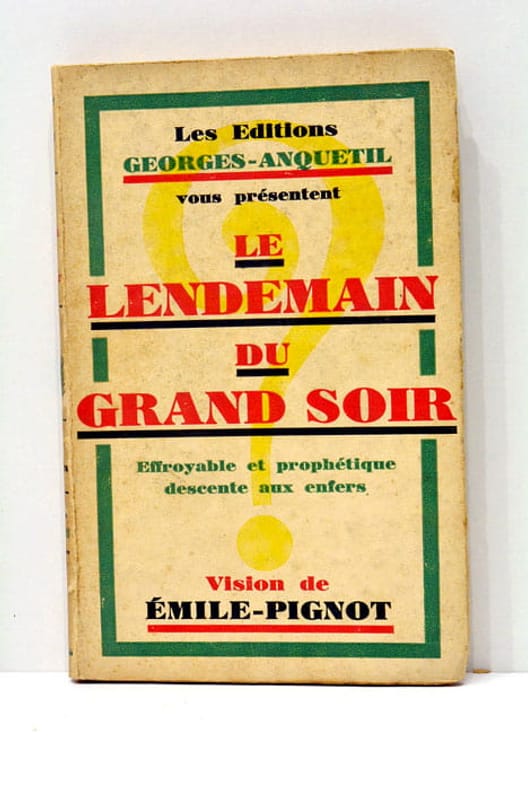 Les Editions
GEORGES-ANQUETIL
vous présentent
LE
LENDEMAIN
DU
GRAND SOIR
Effroyable et prophétique
descente aux enfers
Vision de
ÉMILE-PIGNOT